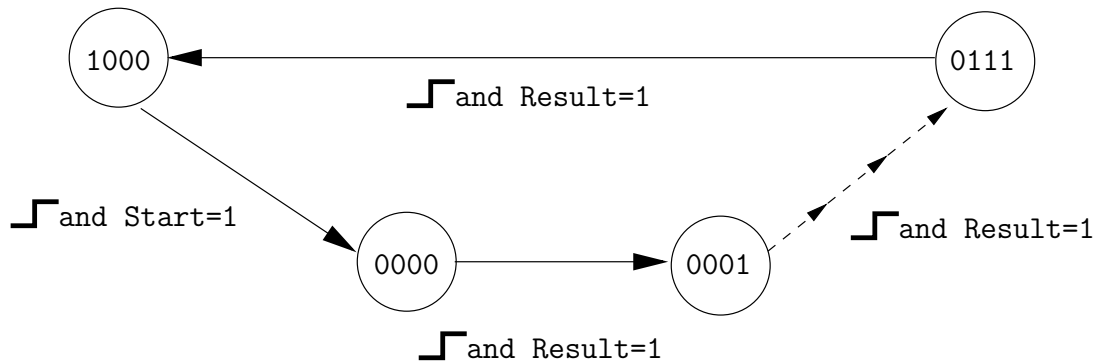 1000
0111
and Result=1
and Start=1
and Result=1
0000
0001
and Result=1